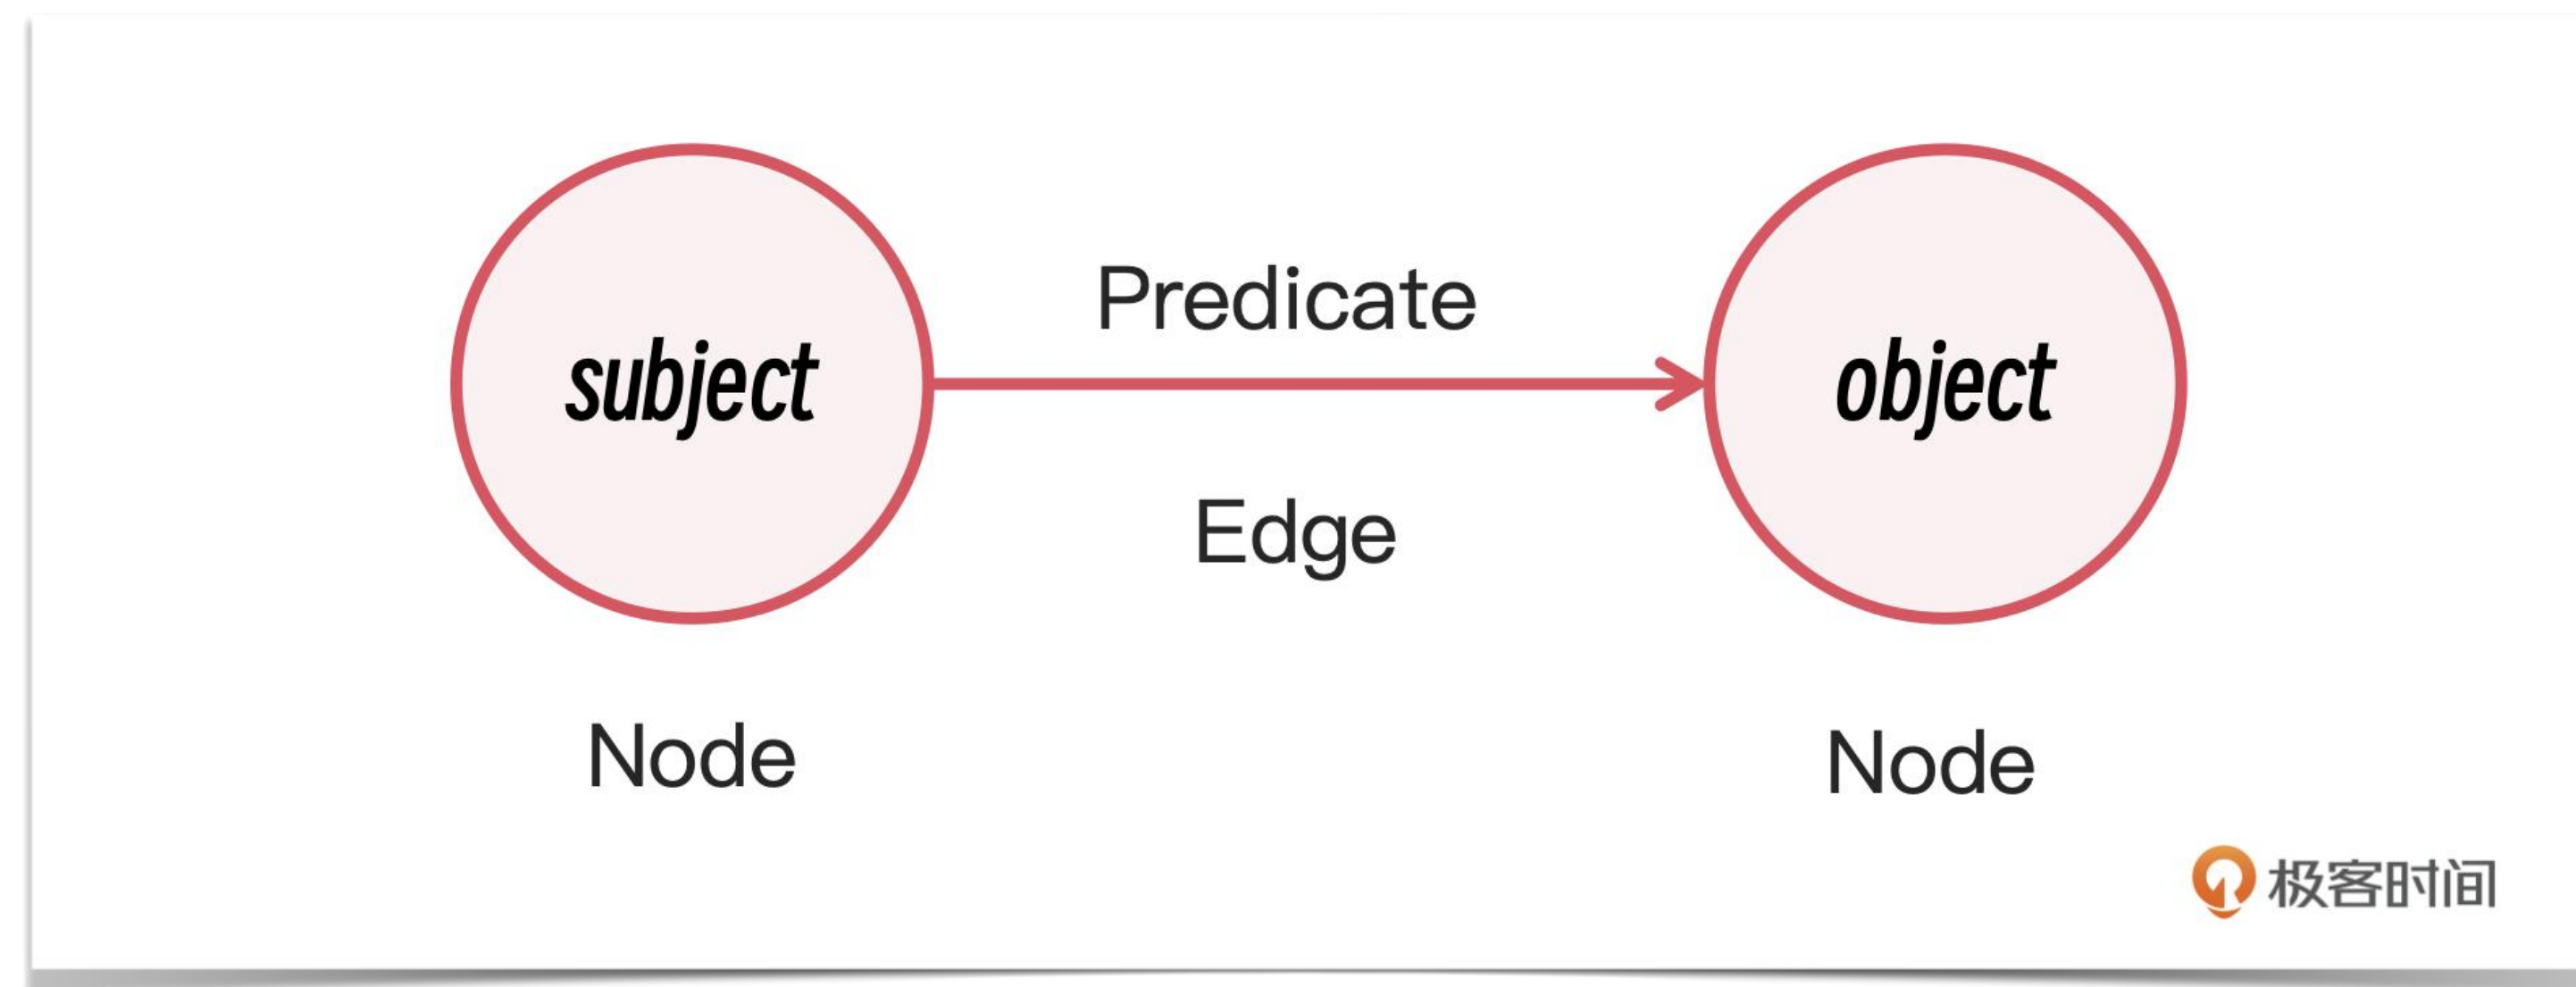 Predicate
subject
object
Edge
Node
Node
极客时间